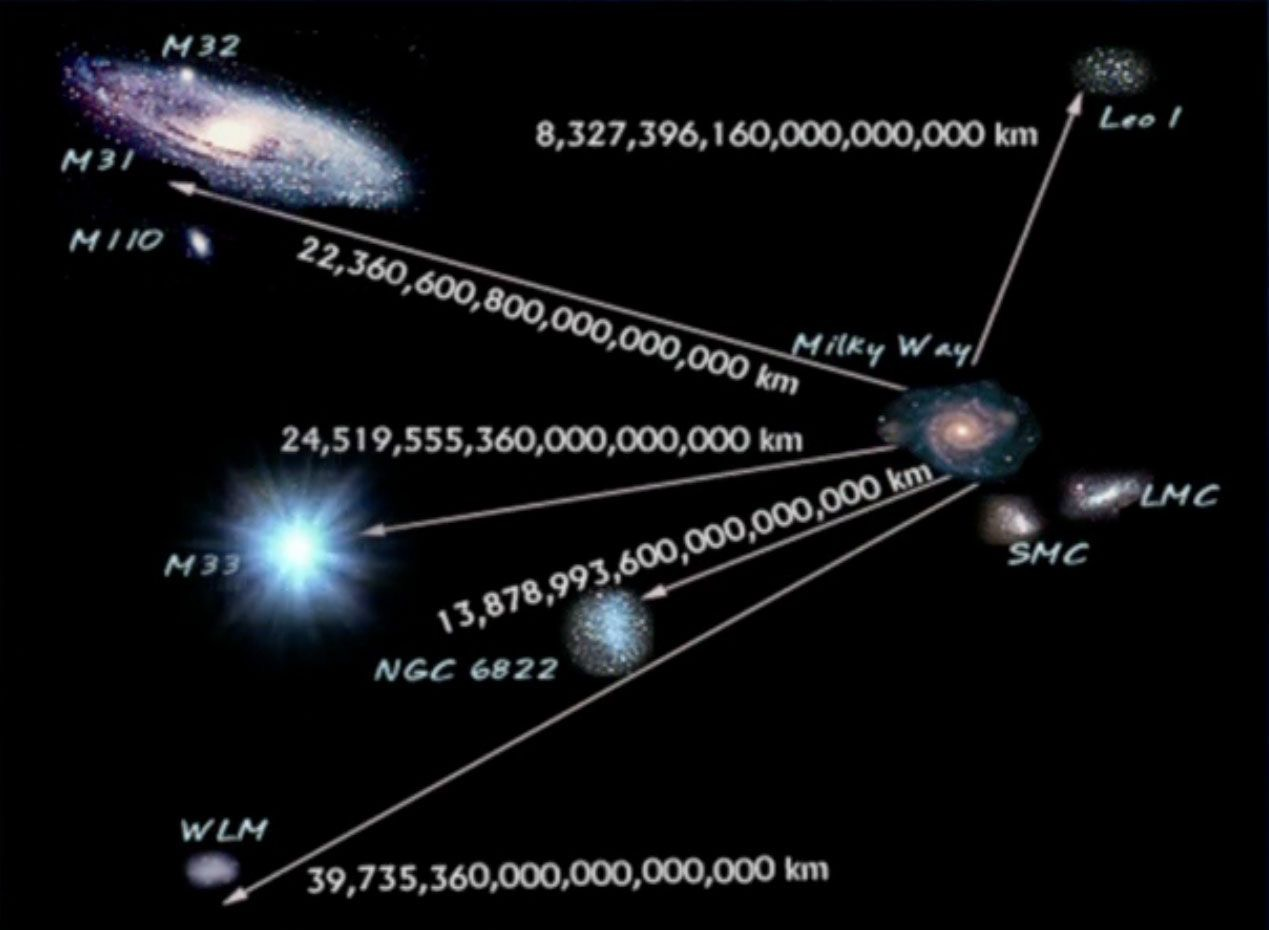 M32
Leo I
8,327,396,160,000,000,000 km
M31
M110
22,360,600,800,000,000,000 km
Milky Way
24,519,555,360,000,000,000 km
LMC
SMC
M33
13,878,993,600,000,000,000 km
NGC 6822
WLM
39,735,360,000,000,000,000 km